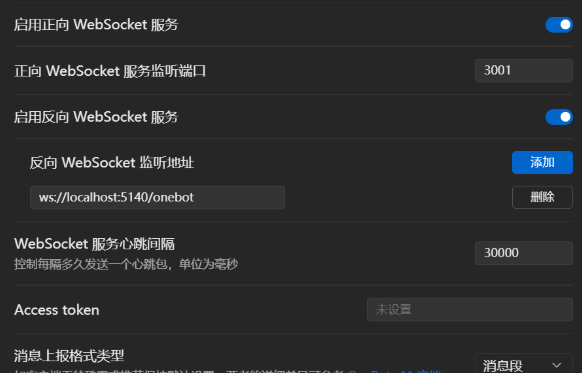 启用正向 WebSocket 服务
正向 WebSocket 服务监听端口
3001
启用反向 WebSocket 服务
反向 WebSocket 监听地址
添加
ws://localhost:5140/onebot
删除
WebSocket 服务心跳间隔
控制每隔多久发送一个心跳包，单位为毫秒
30000
Access token
未设置
消息上报格式类型
消息段